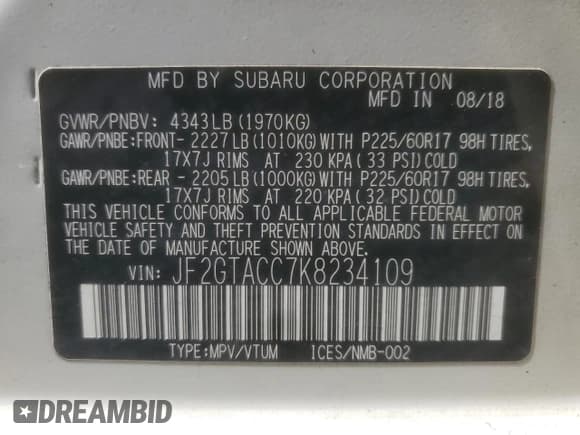 MFD BY SUBARU CORPORATION
MFD IN 08/18
GVWR/PNBV: 4343LB (1970KG)
GAWR/PNBE:FRONT- 2227LB (1010KG) WITH P225/60R17 98H TIRES,
17X7J RIMS AT 230 KPA ( 33 PSI) COLD
GAWR/PNBE:REAR - 2205LB (1000KG) WITH P225/60R17 98H TIRES,
17X7J RIMS AT 220 KPA ( 32 PSI) COLD
THIS VEHICLE CONFORMS TO ALL APPLICABLE FEDERAL MOTOR
VEHICLE SAFETY AND THEFT PREVENTION STANDARDS IN EFFECT ON
THE DATE OF MANUFACTURE SHOWN ABOVE.
VIN: JF2GTACC7K8234109
TYPE:MPV/VTUM ICES/NMB-002
DREAMBID